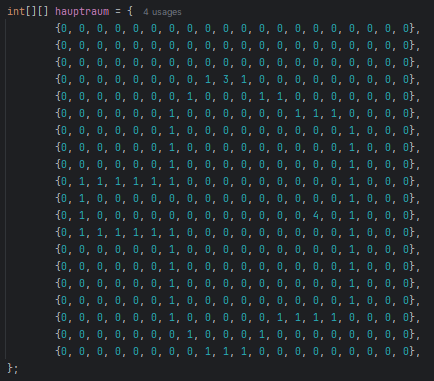 int[][] hauptraum = { 4 usages
{0, 0, 0, 0, 0, 0, 0, 0, 0, 0, 0, 0, 0, 0, 0, 0, 0, 0, 0, 0},
{0, 0, 0, 0, 0, 0, 0, 0, 0, 0, 0, 0, 0, 0, 0, 0, 0, 0, 0, 0},
{0, 0, 0, 0, 0, 0, 0, 0, 0, 0, 0, 0, 0, 0, 0, 0, 0, 0, 0, 0},
{0, 0, 0, 0, 0, 0, 0, 0, 1, 3, 1, 0, 0, 0, 0, 0, 0, 0, 0, 0},
{0, 0, 0, 0, 0, 0, 0, 1, 0, 0, 0, 1, 1, 0, 0, 0, 0, 0, 0, 0},
{0, 0, 0, 0, 0, 0, 1, 0, 0, 0, 0, 0, 0, 1, 1, 1, 0, 0, 0, 0},
{0, 0, 0, 0, 0, 0, 1, 0, 0, 0, 0, 0, 0, 0, 0, 0, 1, 0, 0, 0},
{0, 0, 0, 0, 0, 0, 1, 0, 0, 0, 0, 0, 0, 0, 0, 0, 1, 0, 0, 0},
{0, 0, 0, 0, 0, 0, 1, 0, 0, 0, 0, 0, 0, 0, 0, 0, 1, 0, 0, 0},
{0, 1, 1, 1, 1, 1, 1, 0, 0, 0, 0, 0, 0, 0, 0, 0, 1, 0, 0, 0},
{0, 1, 0, 0, 0, 0, 0, 0, 0, 0, 0, 0, 0, 0, 0, 0, 1, 0, 0, 0},
{0, 1, 0, 0, 0, 0, 0, 0, 0, 0, 0, 0, 0, 0, 4, 0, 1, 0, 0, 0},
{0, 1, 1, 1, 1, 1, 1, 0, 0, 0, 0, 0, 0, 0, 0, 0, 1, 0, 0, 0},
{0, 0, 0, 0, 0, 0, 1, 0, 0, 0, 0, 0, 0, 0, 0, 0, 1, 0, 0, 0},
{0, 0, 0, 0, 0, 0, 1, 0, 0, 0, 0, 0, 0, 0, 0, 0, 1, 0, 0, 0},
{0, 0, 0, 0, 0, 0, 1, 0, 0, 0, 0, 0, 0, 0, 0, 0, 1, 0, 0, 0},
{0, 0, 0, 0, 0, 0, 1, 0, 0, 0, 0, 0, 0, 0, 0, 0, 1, 0, 0, 0},
{0, 0, 0, 0, 0, 0, 1, 0, 0, 0, 0, 0, 1, 1, 1, 1, 0, 0, 0, 0},
{0, 0, 0, 0, 0, 0, 0, 1, 0, 0, 0, 1, 0, 0, 0, 0, 0, 0, 0, 0},
{0, 0, 0, 0, 0, 0, 0, 0, 1, 1, 1, 0, 0, 0, 0, 0, 0, 0, 0, 0},
};